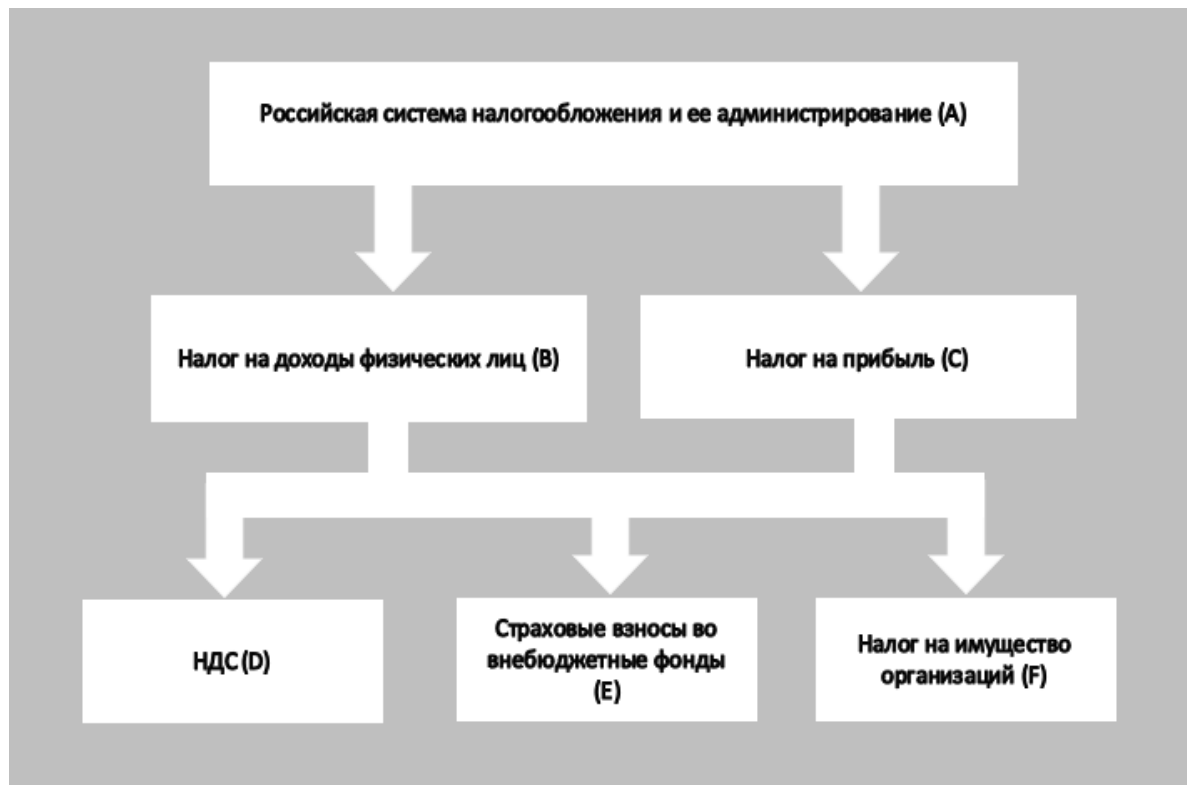 Российская система налогообложения и ее администрирование (A)
Налог на доходы физических лиц (B)
Налог на прибыль (C)
НДС (D)
Страховые взносы во
внебюджетные фонды
(E)
Налог на имущество
организаций (F)